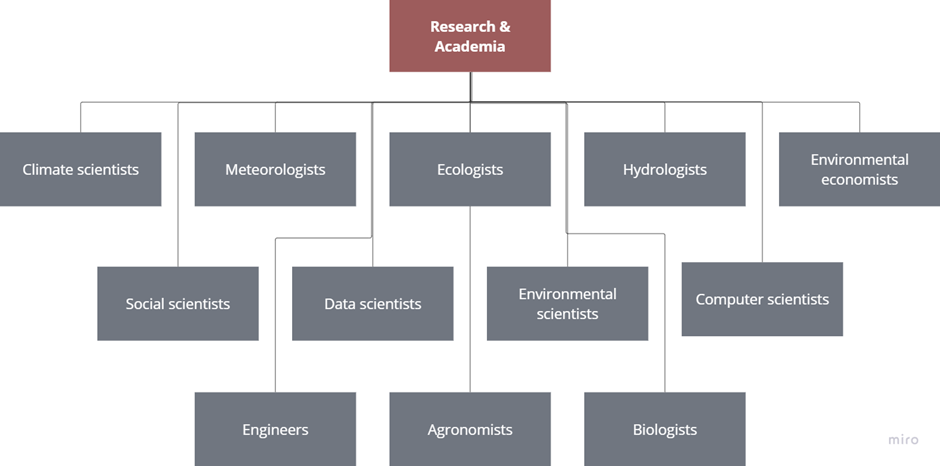 Research &
Academia
Climate scientists
Meteorologists
Ecologists
Hydrologists
Environmental
economists
Social scientists
Data scientists
Environmental
scientists
Computer scientists
Engineers
Agronomists
Biologists
miro